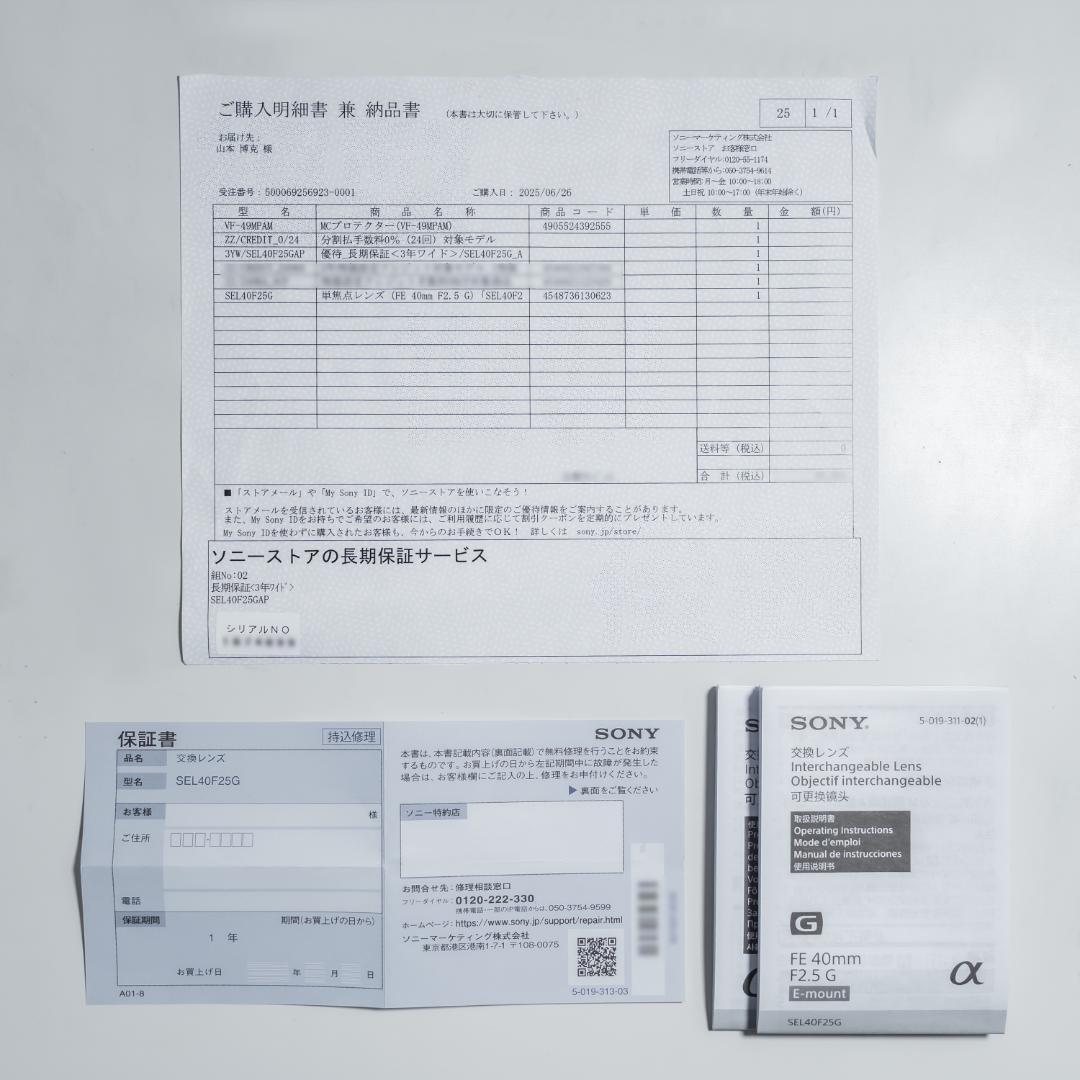 ご購入明細書 兼 納品書 (本書は大切に保管して下さい。)
25 1 /1
お届け先:
山本 博克 様
ソニーマーケティング株式会社
ソニーストア お客様窓口
フリーダイヤル:0120-55-1174
携帯電話等から:050-3754-9614
営業時間:月~金 10:00~18:00
土日祝 10:00~17:00 (年末年始除く)
受注番号:500069256923-0001 ご購入日:2025/06/26
型 名 商 品 名 称 商品コード 単 価 数 量 金 額(円)
VF-49MPAM MCプロテクター(VF-49MPAM) 4905524392555 1
ZZ/CREDIT_0/24 分割払手数料0% (24回) 対象モデル 1
3YW/SEL40F25GAP 優待_長期保証<3年ワイド>/SEL40F25G_A 1
1
1
SEL40F25G 単焦点レンズ (FE 40mm F2.5 G) 「SEL40F2 4548736130623 1
送料等 (税込) 0
合 計 (税込)
■「ストアメール」や「My Sony ID」で、ソニーストアを使いこなそう!
ストアメールを受信されているお客様には、最新情報のほかに限定のご優待情報をご案内することがあります。
また、My Sony IDをお持ちでご希望のお客様には、ご利用履歴に応じて割引クーポンを定期的にプレゼントしています。
My Sony IDを使わずに購入されたお客様も、今からのお手続きでOK! 詳しくは sony.jp/store/
ソニーストアの長期保証サービス
組No:02
長期保証<3年ワイド>
SEL40F25GAP
シリアルNO
保証書 持込修理
品名 交換レンズ
型名 SEL40F25G
お客様 様
ご住所
電話
保証期間 期間(お買上げの日から)
1 年
お買上げ日 年 月 日
A01-8
SONY
本書は、本書記載内容(裏面記載)で無料修理を行うことをお約束
するものです。お買上げの日から左記期間中に故障が発生した
場合は、お客様欄にご記入の上、修理をお申付けください。
▶裏面をご覧ください
ソニー特約店
お問合せ先:修理相談窓口
フリーダイヤル:0120-222-330
携帯電話・一部のIP電話からは、050-3754-9599
ホームページ:https://www.sony.jp/support/repair.html
ソニーマーケティング株式会社
東京都港区港南1-7-1 〒108-0075
5-019-313-03
SONY® 5-019-311-02(1)
交換レンズ
Interchangeable Lens
Objectif interchangeable
可更换镜头
取扱説明書
Operating Instructions
Mode d'emploi
Manual de instrucciones
使用说明书
G
FE 40mm
F2.5 G
E-mount
α
SEL40F25G